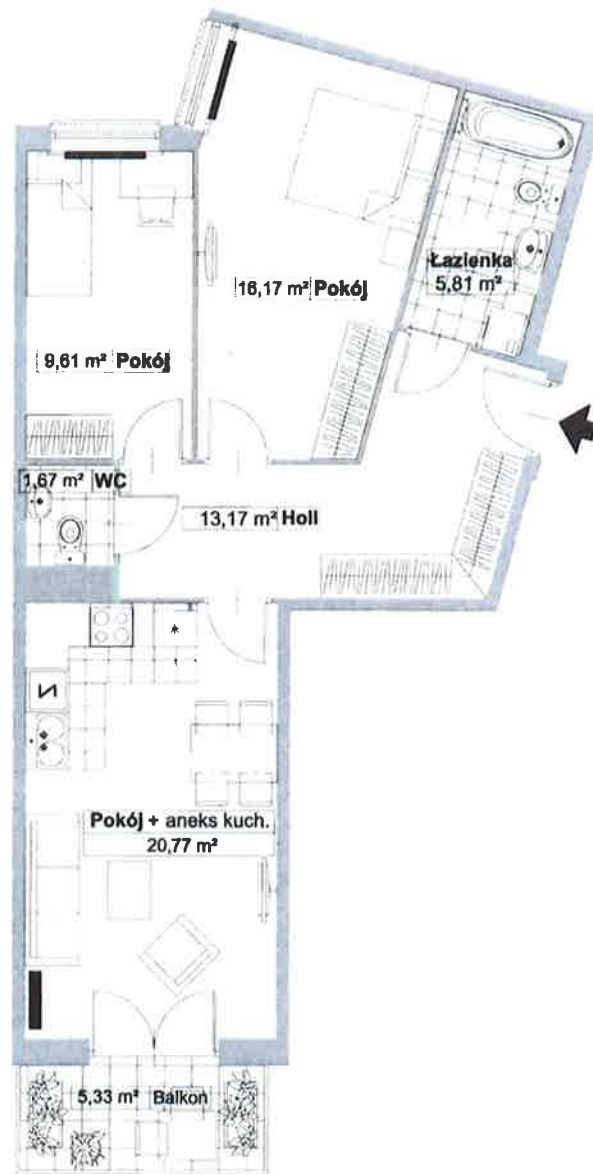 Łazienka
5,81 m²
16,17 m² Pokój
9,61 m² Pokój
1,67 m² WC
13,17 m² Holl
Pokój + aneks kuch.
20,77 m²
5,33 m² Balkon